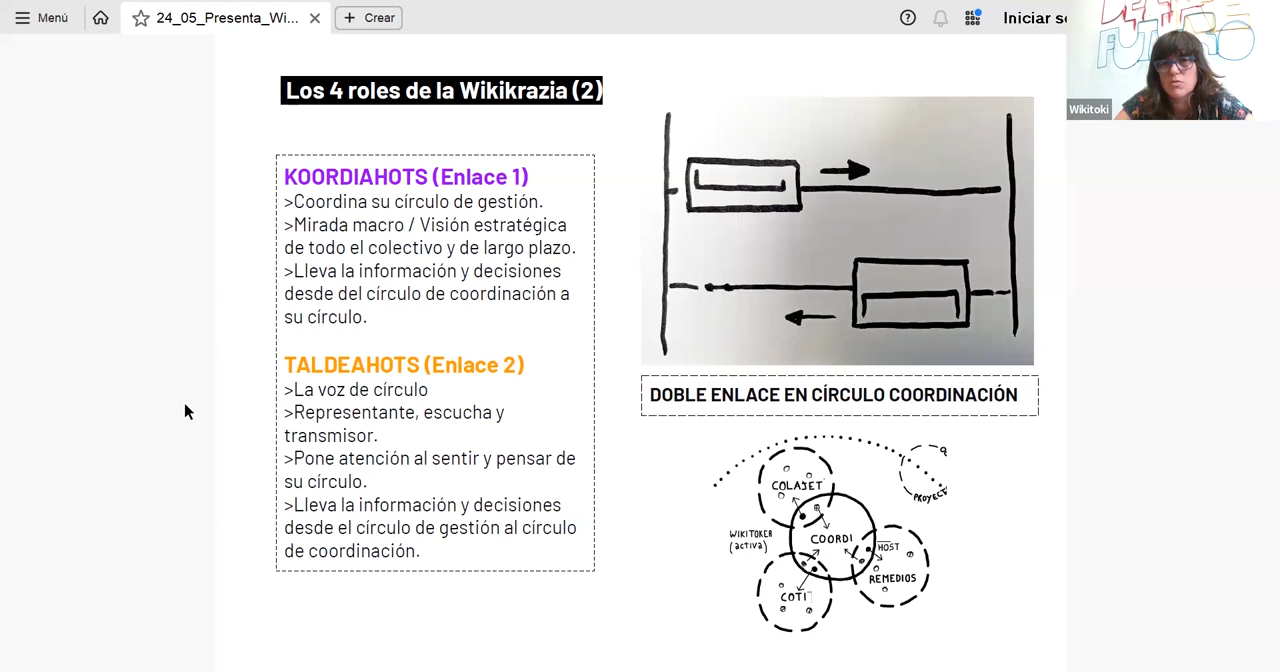 Menú
24_05_Presenta_Wi...
Crear
Iniciar se
Wikitoki
Los 4 roles de la Wikikrazia (2)
KOORDIAHOTS (Enlace 1)
>Coordina su círculo de gestión.
>Mirada macro / Visión estratégica
de todo el colectivo y de largo plazo.
>Lleva la información y decisiones
desde del círculo de coordinación a
su círculo.
TALDEAHOTS (Enlace 2)
>La voz de círculo
>Representante, escucha y
transmisor.
>Pone atención al sentir y pensar de
su círculo.
>Lleva la información y decisiones
desde el círculo de gestión al círculo
de coordinación.
DOBLE ENLACE EN CÍRCULO COORDINACIÓN
COLAJET
PROYECT
WIKITOKER
(activa)
COORDI
HOST
REMEDIOS
COTI
FUTURO